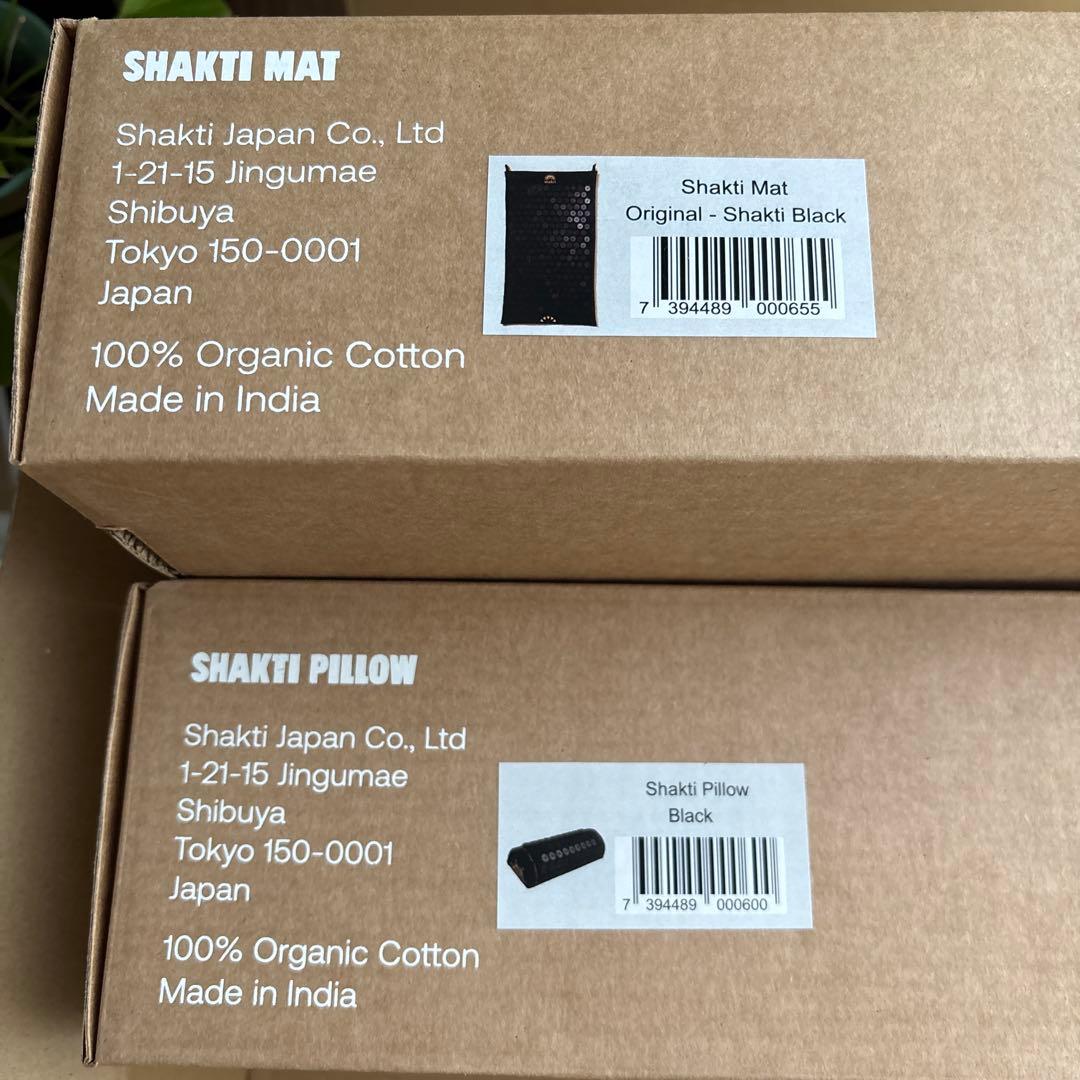 SHAKTI MAT
Shakti Japan Co., Ltd
1-21-15 Jingumae
Shibuya
Tokyo 150-0001
Japan
100% Organic Cotton
Made in India
Shakti Mat
Original - Shakti Black
7 394489 000655
SHAKTI PILLOW
Shakti Japan Co., Ltd
1-21-15 Jingumae
Shibuya
Tokyo 150-0001
Japan
100% Organic Cotton
Made in India
Shakti Pillow
Black
7 394489 000600